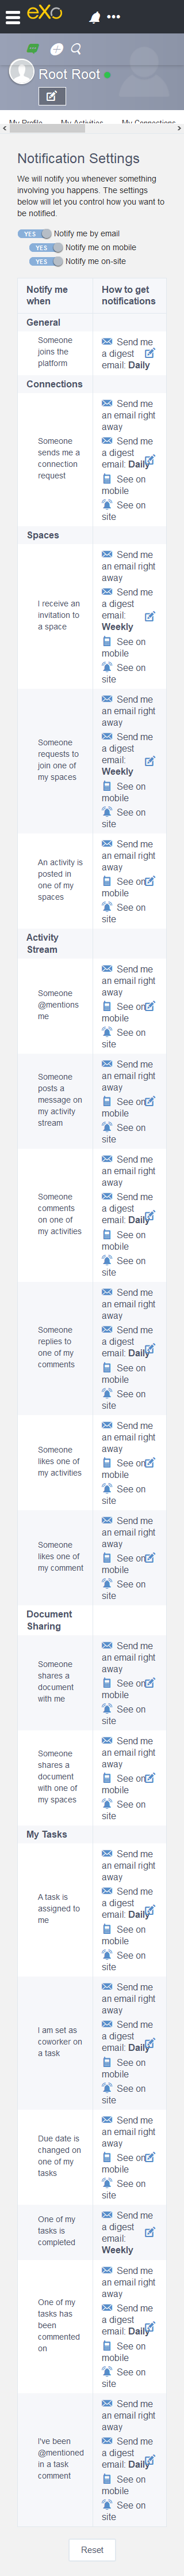 eXo
Root Root
My Profile My Activities My Connections
Notification Settings
We will notify you whenever something
involving you happens. The settings
below will let you control how you want to
be notified.
YES Notify me by email
YES Notify me on mobile
YES Notify me on-site
Notify me
when
How to get
notifications
General
Someone
joins the
platform
Send me
a digest
email: Daily
Connections
Someone
sends me a
connection
request
Send me
an email right
away
Send me
a digest
email: Daily
See on
mobile
See on
site
Spaces
I receive an
invitation to
a space
Send me
an email right
away
Send me
a digest
email:
Weekly
See on
mobile
See on
site
Someone
requests to
join one of
my spaces
Send me
an email right
away
Send me
a digest
email:
Weekly
See on
mobile
See on
site
An activity is
posted in
one of my
spaces
Send me
an email right
away
See on
mobile
See on
site
Activity
Stream
Someone
@mentions
me
Send me
an email right
away
See on
mobile
See on
site
Someone
posts a
message on
my activity
stream
Send me
an email right
away
See on
mobile
See on
site
Someone
comments
on one of
my activities
Send me
an email right
away
Send me
a digest
email: Daily
See on
mobile
See on
site
Someone
replies to
one of my
comments
Send me
an email right
away
Send me
a digest
email: Daily
See on
mobile
See on
site
Someone
likes one of
my activities
Send me
an email right
away
See on
mobile
See on
site
Someone
likes one of
my comment
Send me
an email right
away
See on
mobile
See on
site
Document
Sharing
Someone
shares a
document
with me
Send me
an email right
away
See on
mobile
See on
site
Someone
shares a
document
with one of
my spaces
Send me
an email right
away
See on
mobile
See on
site
My Tasks
A task is
assigned to
me
Send me
an email right
away
Send me
a digest
email: Daily
See on
mobile
See on
site
I am set as
coworker on
a task
Send me
an email right
away
Send me
a digest
email: Daily
See on
mobile
See on
site
Due date is
changed on
one of my
tasks
Send me
an email right
away
See on
mobile
See on
site
One of my
tasks is
completed
Send me
a digest
email:
Weekly
One of my
tasks has
been
commented
on
Send me
an email right
away
Send me
a digest
email: Daily
See on
mobile
See on
site
I've been
@mentioned
in a task
comment
Send me
an email right
away
Send me
a digest
email: Daily
See on
mobile
See on
site
Reset